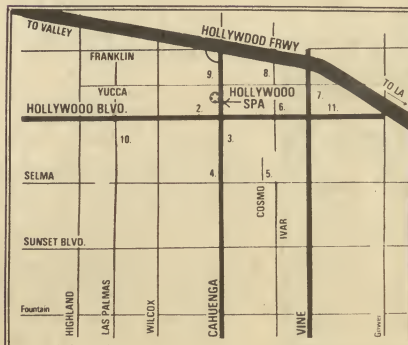 TO VALLEY
HOLLYWOOD FRWY
FRANKLIN
9.
8.
TO LA
YUCCA
HOLLYWOOD
SPA
7.
HOLLYWOOD BLVD.
2.
6.
11.
10.
3.
SELMA
4.
5.
COSMO
IVAR
SUNSET BLVD.
Fountain
HIGHLAND
LAS PALMAS
WILCOX
CAHUENGA
VINE
Gower